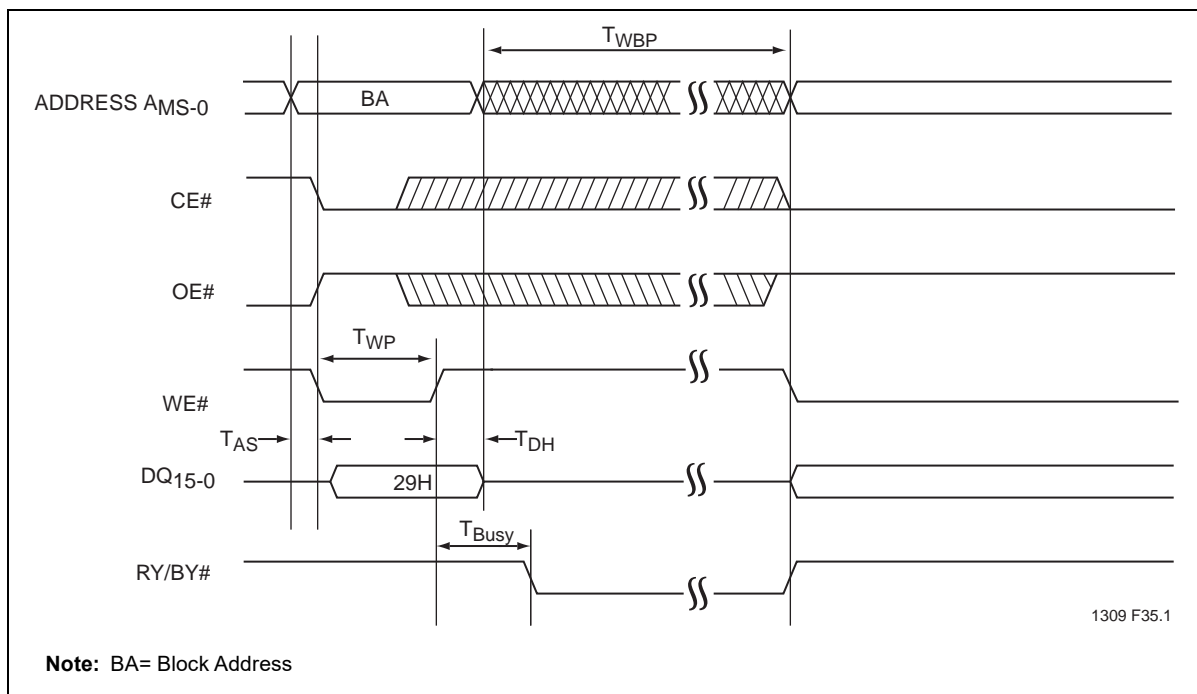 TWBP
ADDRESS AMS-0
BA
CE#
OE#
TWP
WE#
TAS
TDH
DQ15-0
29H
TBusy
RY/BY#
1309 F35.1
Note: BA= Block Address